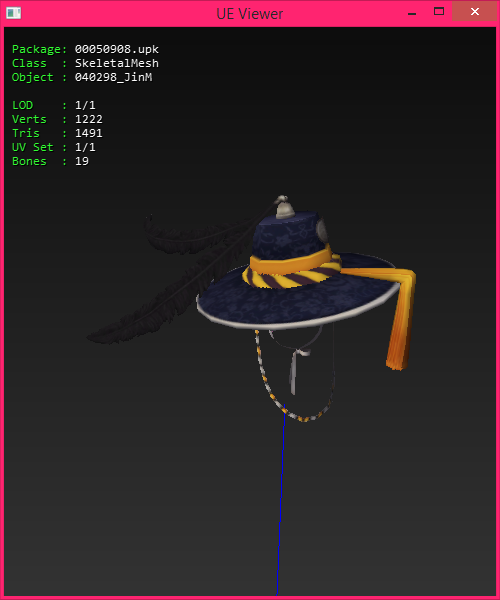 UE Viewer
Package: 00050908.upk
Class : SkeletalMesh
Object : 040298_JinM
LOD : 1/1
Verts : 1222
Tris : 1491
UV Set : 1/1
Bones : 19